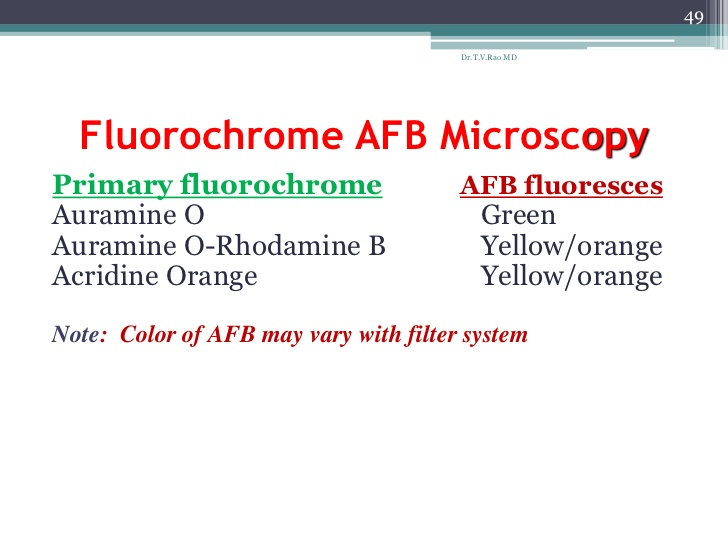 49
Dr.T.V.Rao MD
Fluorochrome AFB Microscopy
Primary fluorochrome AFB fluoresces
Auramine O Green
Auramine O-Rhodamine B Yellow/orange
Acridine Orange Yellow/orange
Note: Color of AFB may vary with filter system